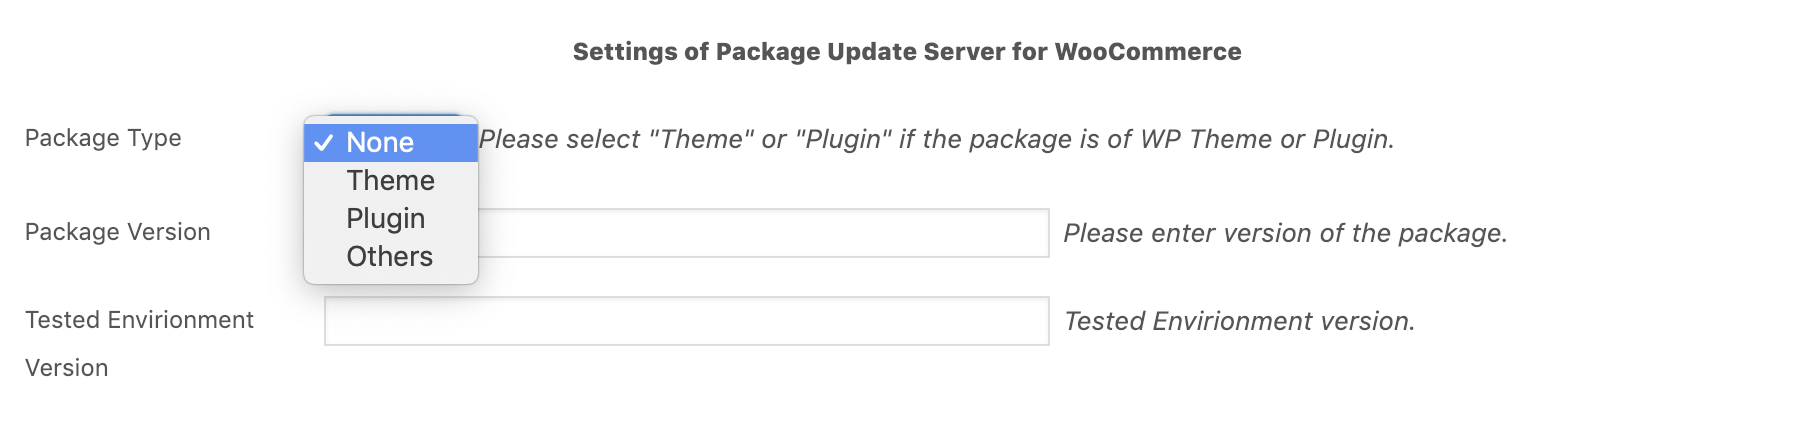 Settings of Package Update Server for WooCommerce
Package Type
✓ None
Please select "Theme" or "Plugin" if the package is of WP Theme or Plugin.
Theme
Plugin
Others
Package Version
Please enter version of the package.
Tested Envirionment
Version
Tested Envirionment version.